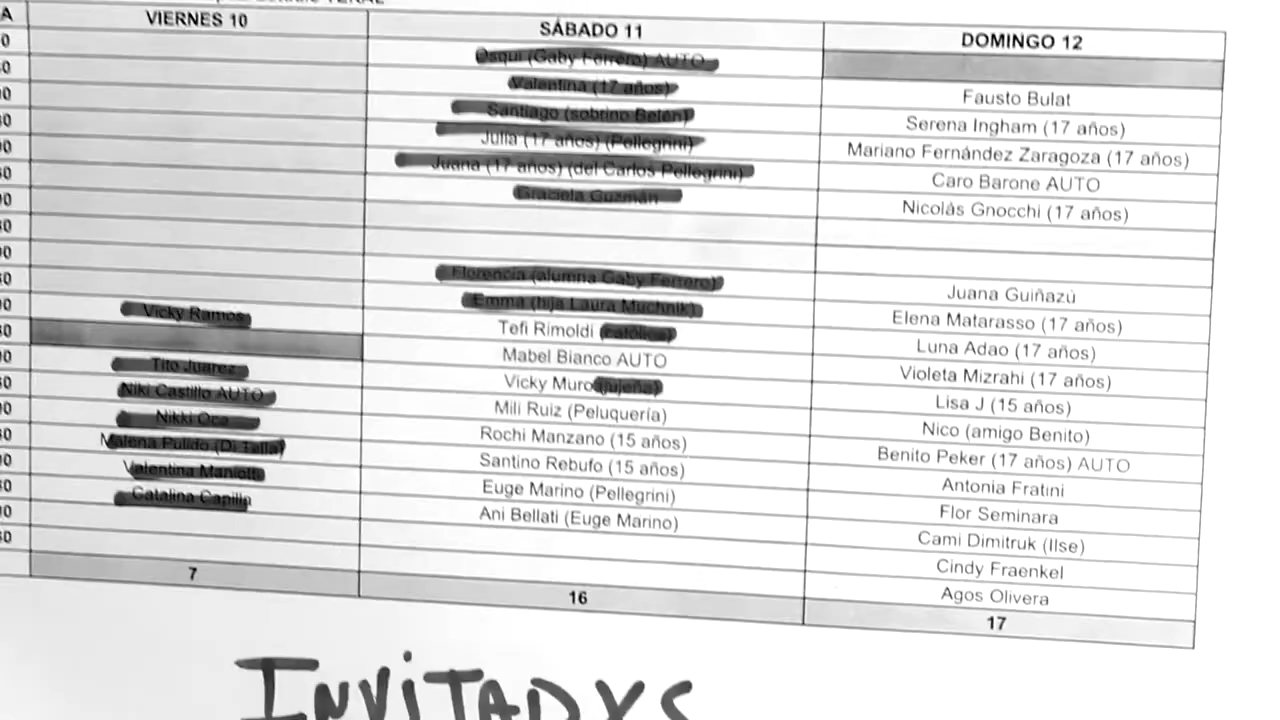 A
VIERNES 10
SÁBADO 11
DOMINGO 12
Osqui (Gaby Ferrero) AUTO
Valentina (17 años)
Fausto Bulat
Santiago (sobrino Belén)
Serena Ingham (17 años)
Julia (17 años) (Pellegrini)
Mariano Fernández Zaragoza (17 años)
Juana (17 años) (del Carlos Pellegrini)
Caro Barone AUTO
Graciela Guzmán
Nicolás Gnocchi (17 años)
Florencia (alumna Gaby Ferrero)
Juana Guiñazú
Vicky Ramos
Emma (hija Laura Muchnik)
Elena Matarasso (17 años)
Tefi Rimoldi (católica)
Luna Adao (17 años)
Tito Juarez
Mabel Bianco AUTO
Violeta Mizrahi (17 años)
Niki Castillo AUTO
Vicky Muro (jujeña)
Lisa J (15 años)
Nikki Oca
Mili Ruiz (Peluquería)
Nico (amigo Benito)
Malena Pulido (Di Tella)
Rochi Manzano (15 años)
Benito Peker (17 años) AUTO
Valentina Maniotti
Santino Rebufo (15 años)
Antonia Fratini
Catalina Capilla
Euge Marino (Pellegrini)
Flor Seminara
Ani Bellati (Euge Marino)
Cami Dimitruk (Ilse)
Cindy Fraenkel
Agos Olivera
7
16
17
INVITADXS